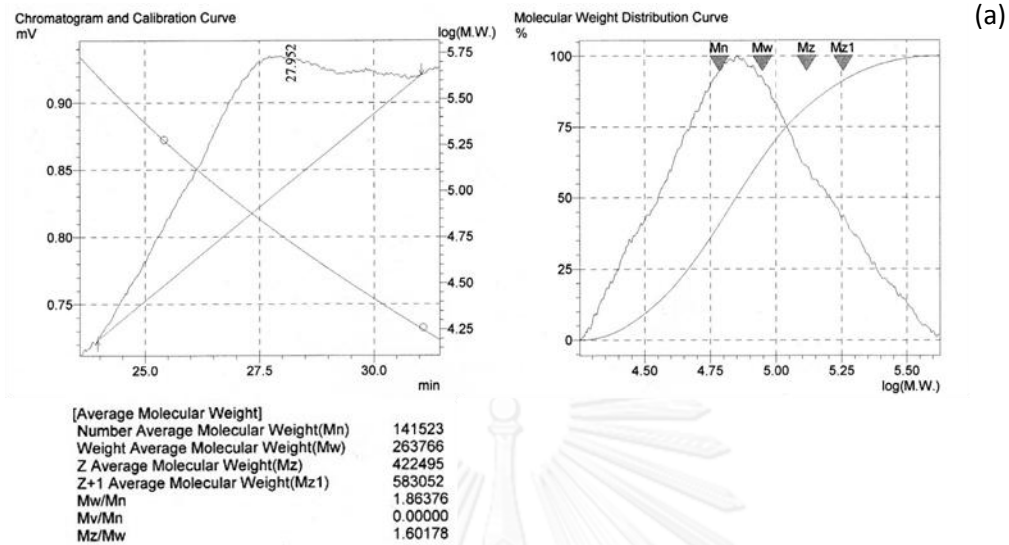 (a)
Chromatogram and Calibration Curve
mV
log(M.W.)
27.952
5.75
5.50
5.25
5.00
4.75
4.50
4.25
0.90
0.85
0.80
0.75
25.0 27.5 30.0
min
Molecular Weight Distribution Curve
%
Mn Mw Mz Mz1
100
75
50
25
0
4.50 4.75 5.00 5.25 5.50
log(M.W.)
[Average Molecular Weight]
Number Average Molecular Weight(Mn) 141523
Weight Average Molecular Weight(Mw) 263766
Z Average Molecular Weight(Mz) 422495
Z+1 Average Molecular Weight(Mz1) 583052
Mw/Mn 1.86376
Mv/Mn 0.00000
Mz/Mw 1.60178